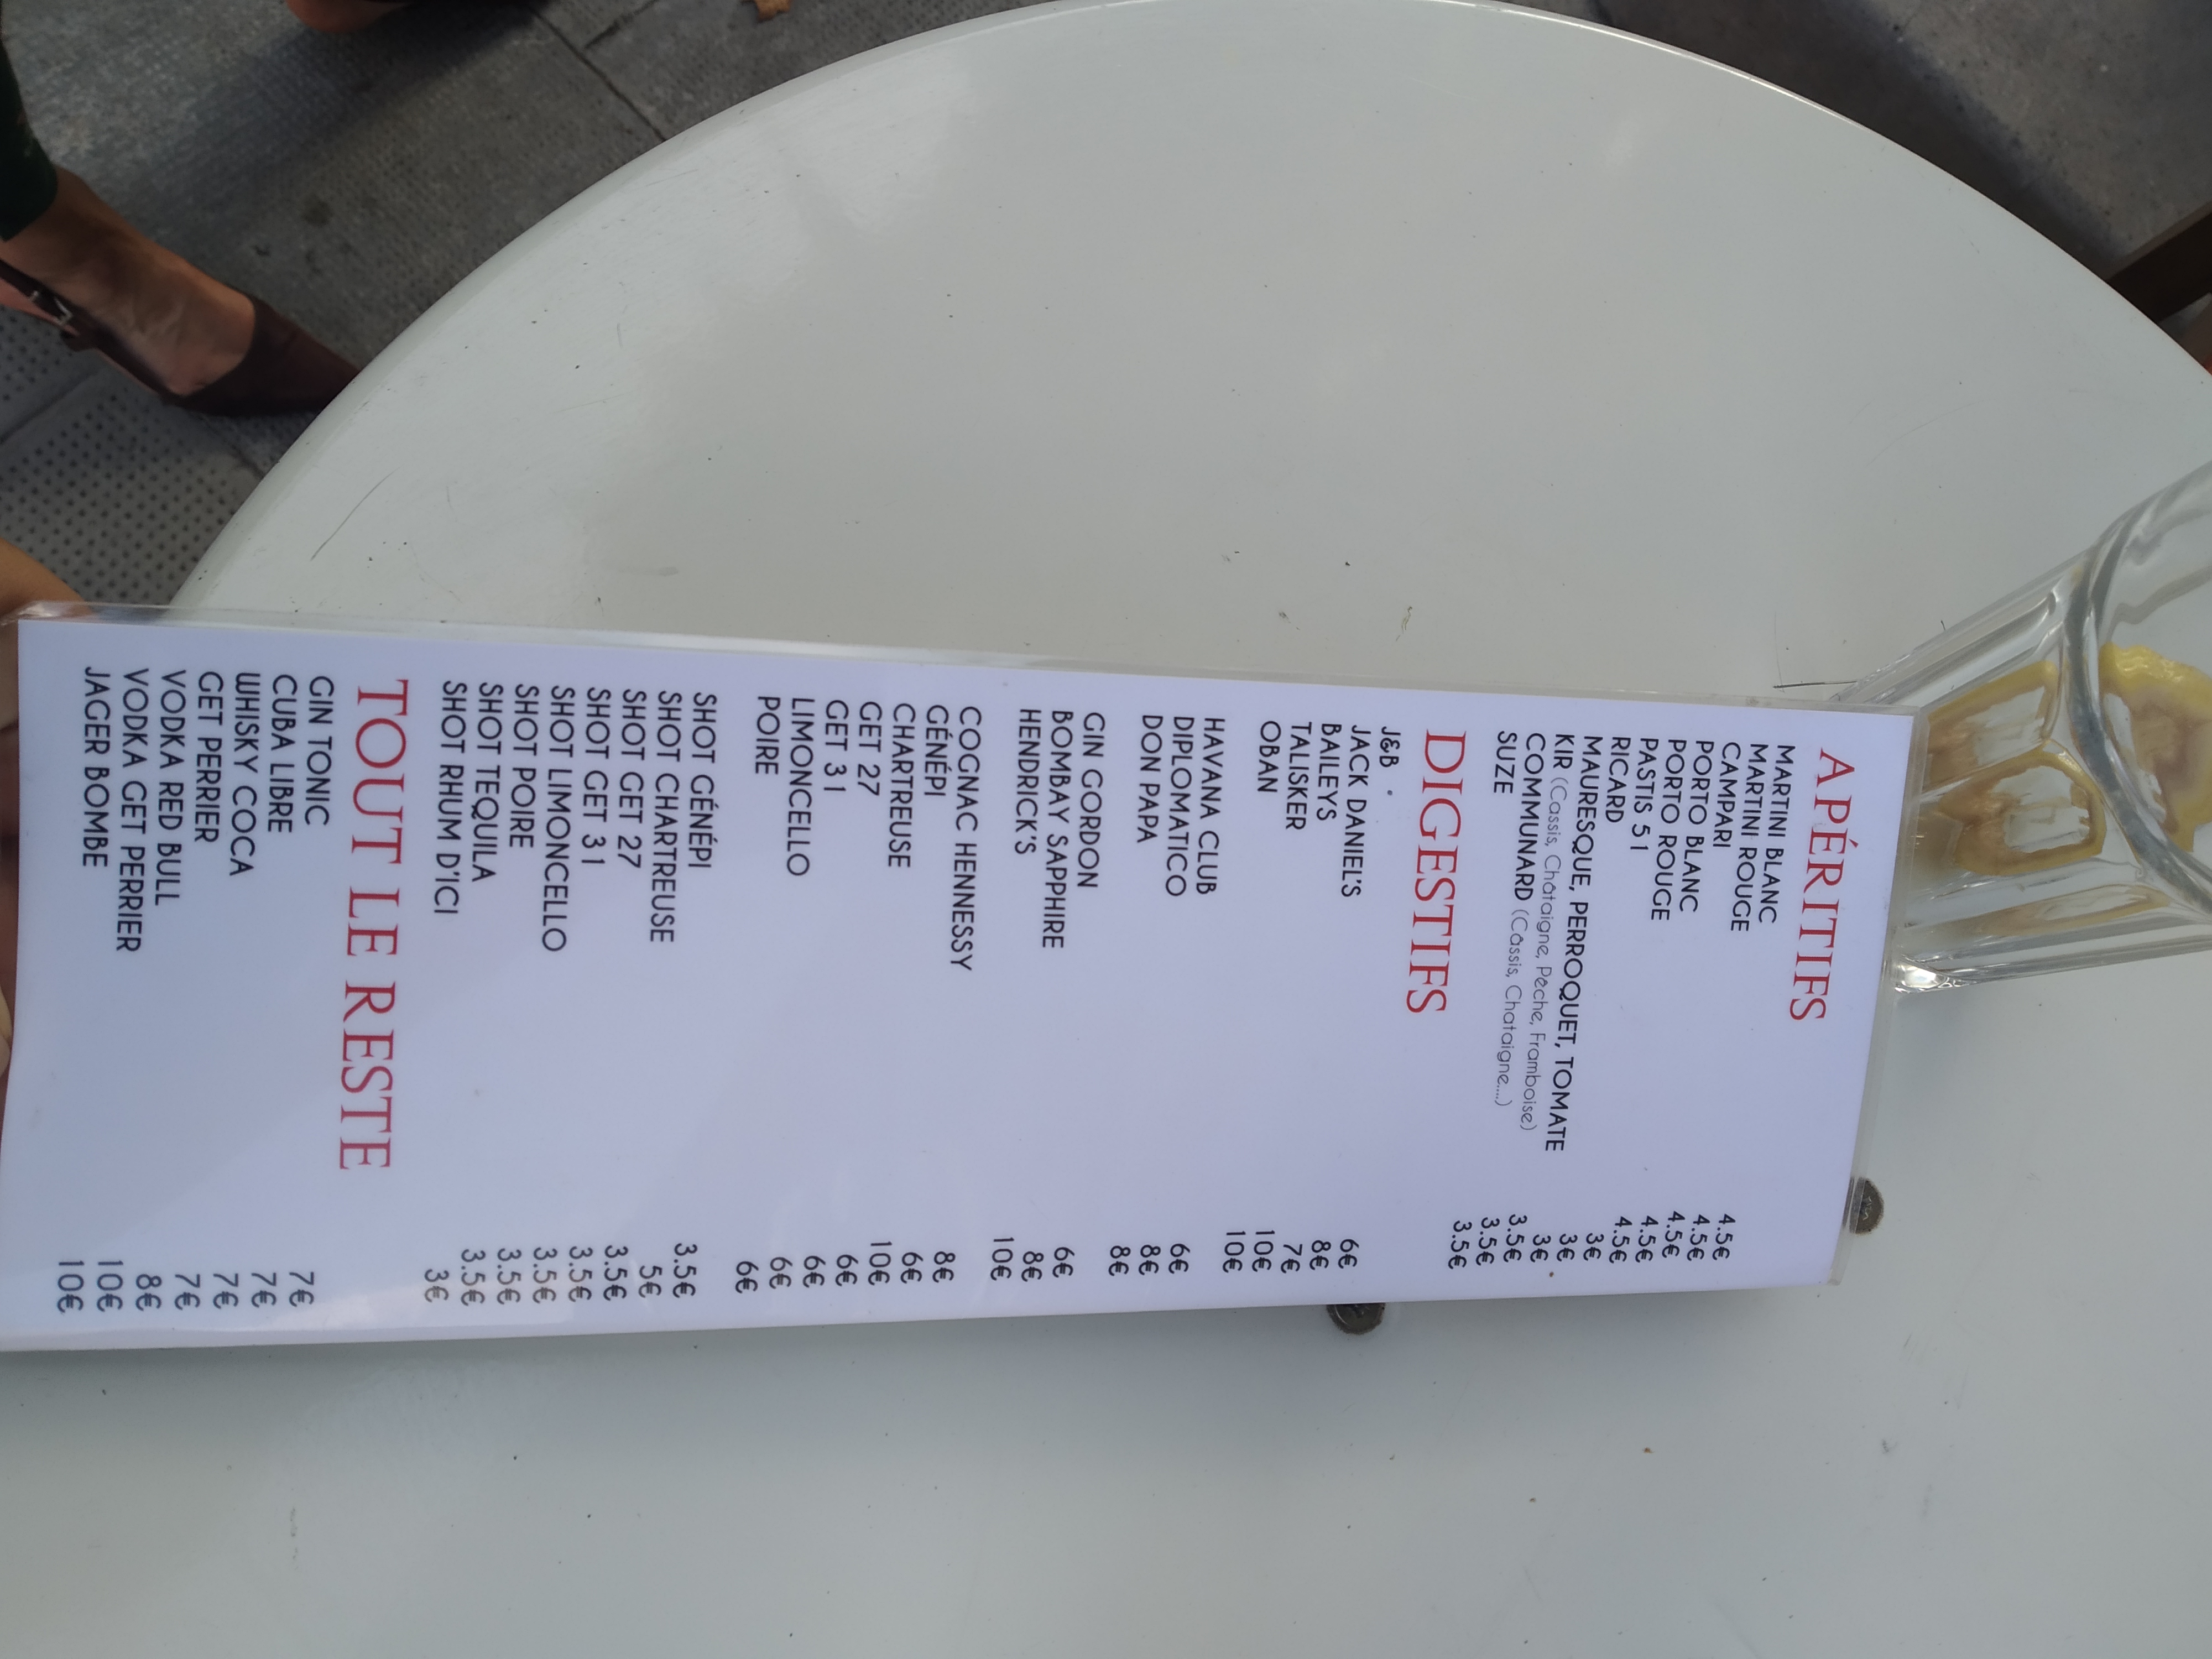 APÉRITIFS
MARTINI BLANC 4.5€
MARTINI ROUGE 4.5€
CAMPARI 4.5€
PORTO BLANC 4.5€
PORTO ROUGE 4.5€
PASTIS 51 3€
RICARD 3€
MAURESQUE, PERROQUET, TOMATE 3€
KIR (Cassis, Châtaigne, Pêche, Framboise) 3.5€
COMMUNARD (Cassis, Chataigne....) 3.5€
SUZE 3.5€
DIGESTIFS
J&B 6€
JACK DANIEL'S 8€
BAILEYS 7€
TALISKER 10€
OBAN 10€
HAVANA CLUB 6€
DIPLOMATICO 8€
DON PAPA 8€
GIN GORDON 6€
BOMBAY SAPPHIRE 8€
HENDRICK'S 10€
COGNAC HENNESSY 8€
GÉNÉPI 6€
CHARTREUSE 10€
GET 27 6€
GET 31 6€
LIMONCELLO 6€
POIRE 6€
SHOT GÉNÉPI 3.5€
SHOT CHARTREUSE 5€
SHOT GET 27 3.5€
SHOT GET 31 3.5€
SHOT LIMONCELLO 3.5€
SHOT POIRE 3.5€
SHOT TEQUILA 3.5€
SHOT RHUM D'ICI 3€
TOUT LE RESTE
GIN TONIC 7€
CUBA LIBRE 7€
WHISKY COCA 7€
GET PERRIER 7€
VODKA RED BULL 8€
VODKA GET PERRIER 10€
JAGER BOMBE 10€